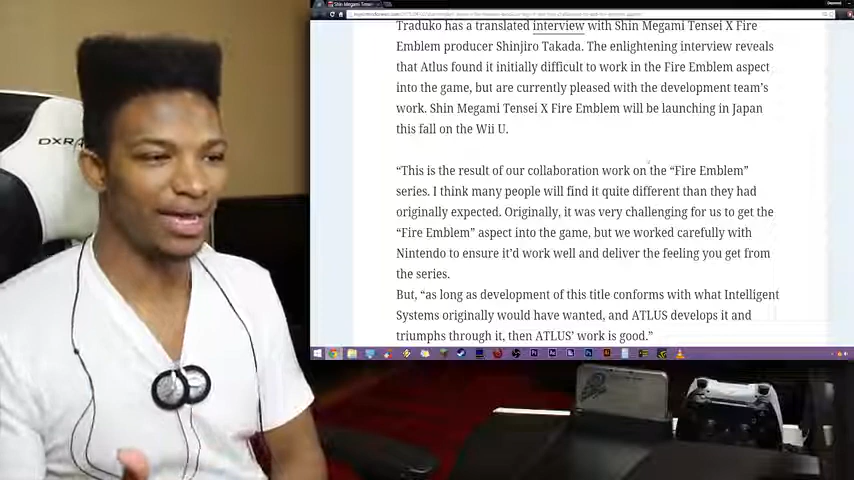 Traduko has a translated interview with Shin Megami Tensei X Fire
Emblem producer Shinjiro Takada. The enlightening interview reveals
that Atlus found it initially difficult to work in the Fire Emblem aspect
into the game, but are currently pleased with the development team's
work. Shin Megami Tensei X Fire Emblem will be launching in Japan
this fall on the Wii U.
“This is the result of our collaboration work on the “Fire Emblem”
series. I think many people will find it quite different than they had
originally expected. Originally, it was very challenging for us to get the
“Fire Emblem” aspect into the game, but we worked carefully with
Nintendo to ensure it'd work well and deliver the feeling you get from
the series.
But, “as long as development of this title conforms with what Intelligent
Systems originally would have wanted, and ATLUS develops it and
triumphs through it, then ATLUS' work is good.”
DXRA